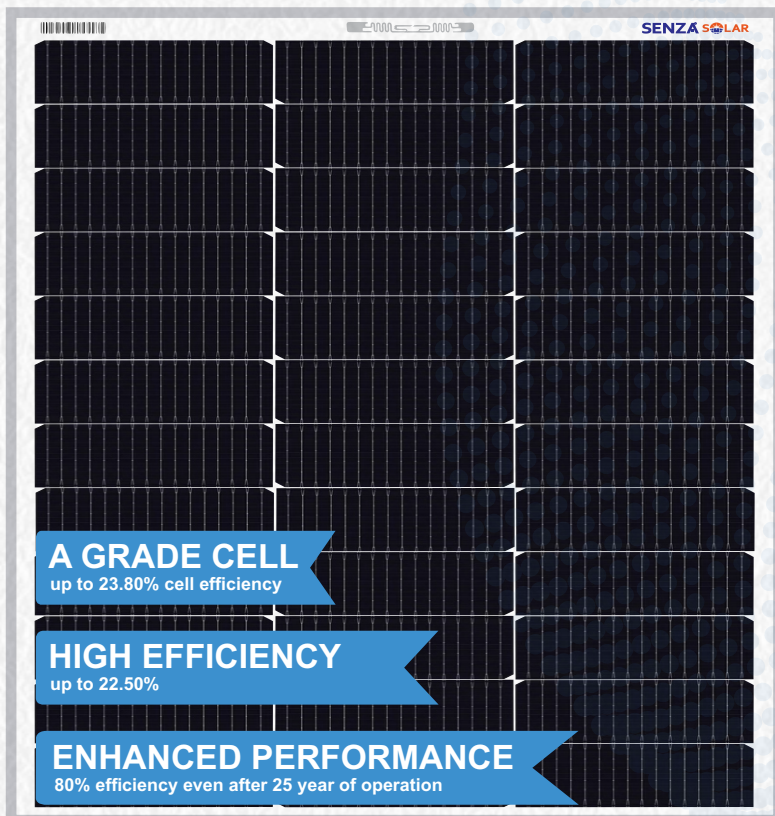 SENZA SOLAR
A GRADE CELL
up to 23.80% cell efficiency
HIGH EFFICIENCY
up to 22.50%
ENHANCED PERFORMANCE
80% efficiency even after 25 year of operation